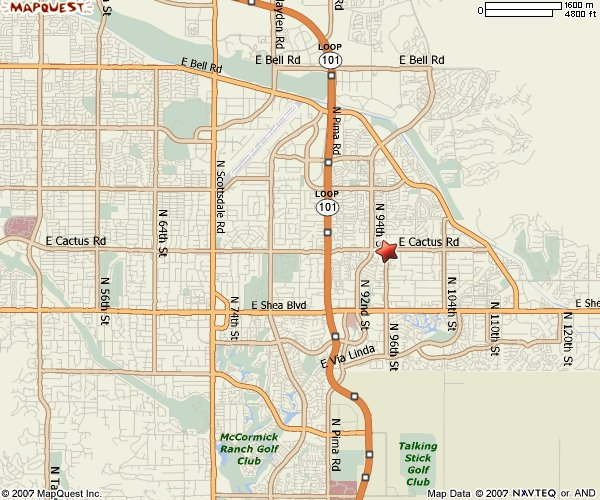 MAPQUEST
1600 m
0
4800 ft
Hayden Rd
LOOP
101
E Bell Rd
E Bell Rd
E Bell Rd
N Pima Rd
N Scottsdale Rd
LOOP
101
N 64th St
N 94th St
E Cactus Rd
E Cactus Rd
N 56th St
N 74th St
E Shea Blvd
N 92nd St
N 104th St
N 110th St
N 120th St
E She
N 96th St
E Via Linda
McCormick
Ranch Golf
Club
N Pima Rd
Talking
Stick
Golf
Club
N Ta
© 2007 MapQuest Inc.
Map Data © 2007 NAVTEQ or AND